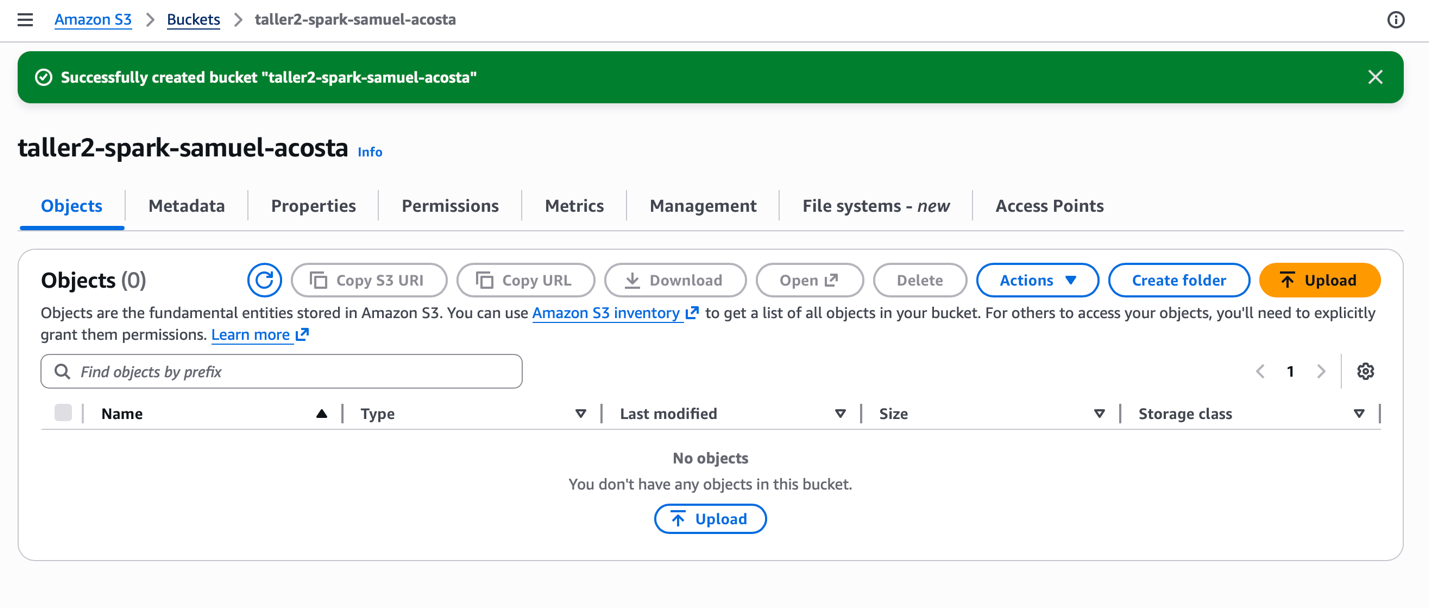 Amazon S3 > Buckets > taller2-spark-samuel-acosta
Successfully created bucket "taller2-spark-samuel-acosta"
taller2-spark-samuel-acosta Info
Objects Metadata Properties Permissions Metrics Management File systems - new Access Points
Objects (0) Copy S3 URI Copy URL Download Open Delete Actions Create folder Upload
Objects are the fundamental entities stored in Amazon S3. You can use Amazon S3 inventory to get a list of all objects in your bucket. For others to access your objects, you'll need to explicitly
grant them permissions. Learn more
Find objects by prefix 1
Name Type Last modified Size Storage class
No objects
You don't have any objects in this bucket.
Upload